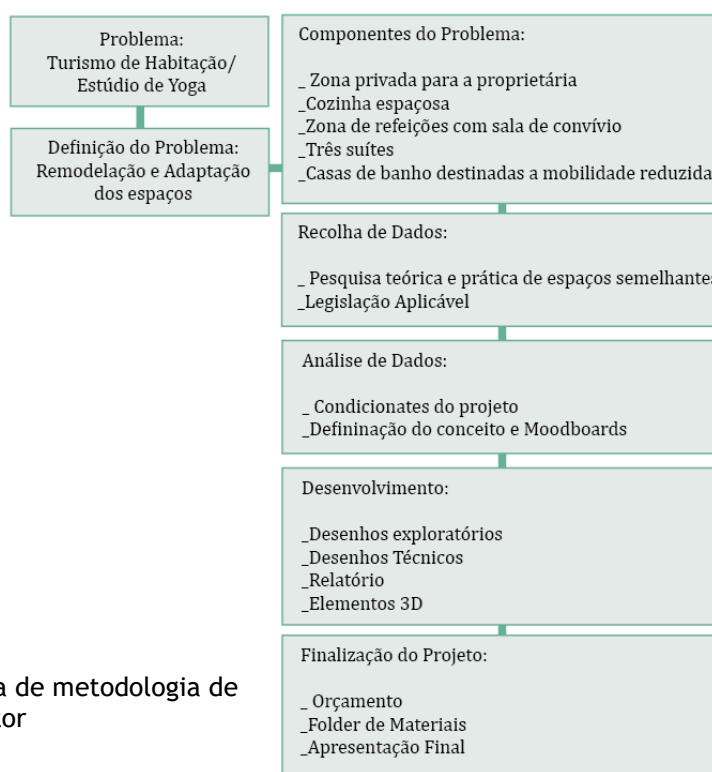 Problema:
Turismo de Habitação/
Estúdio de Yoga
Definição do Problema:
Remodelação e Adaptação
dos espaços
Componentes do Problema:
_ Zona privada para a proprietária
_Cozinha espaçosa
_Zona de refeições com sala de convívio
_Três suítes
_Casas de banho destinadas a mobilidade reduzida
Recolha de Dados:
_ Pesquisa teórica e prática de espaços semelhantes
_Legislação Aplicável
Análise de Dados:
_ Condicionates do projeto
_Defininação do conceito e Moodboards
Desenvolvimento:
_Desenhos exploratórios
_Desenhos Técnicos
_Relatório
_Elementos 3D
Finalização do Projeto:
_ Orçamento
_Folder de Materiais
_Apresentação Final
de metodologia de